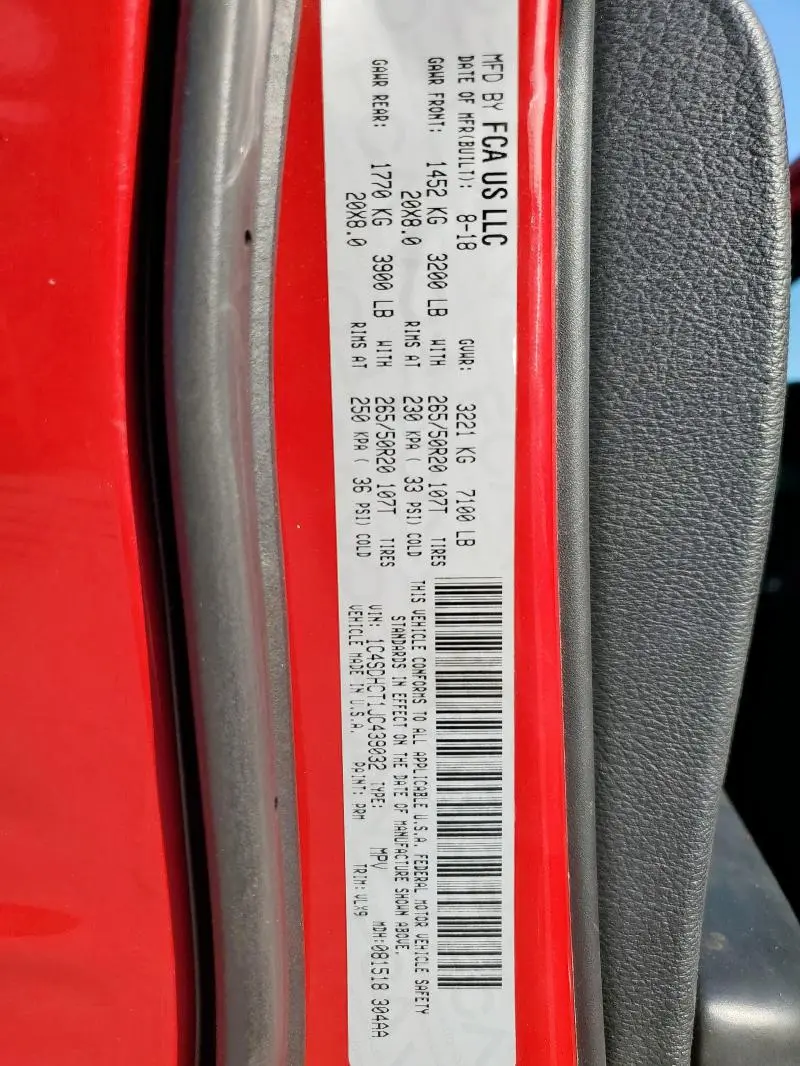 MFD BY FCA US LLC
DATE OF MFR(BUILT): 8-18 GVWR: 3221 KG 7100 LB
GAWR FRONT: 1452 KG 3200 LB WITH 265/50R20 107T TIRES
20X8.0 RIMS AT 230 KPA ( 33 PSI) COLD
GAWR REAR: 1770 KG 3900 LB WITH 265/50R20 107T TIRES
20X8.0 RIMS AT 250 KPA ( 36 PSI) COLD
THIS VEHICLE CONFORMS TO ALL APPLICABLE U.S.A. FEDERAL MOTOR VEHICLE SAFETY
STANDARDS IN EFFECT ON THE DATE OF MANUFACTURE SHOWN ABOVE.
VIN: 1C4SDHCT1JC439032 TYPE: MPV MDH:081518 304AA
VEHICLE MADE IN U.S.A. PAINT: PRM TRIM: VLX9